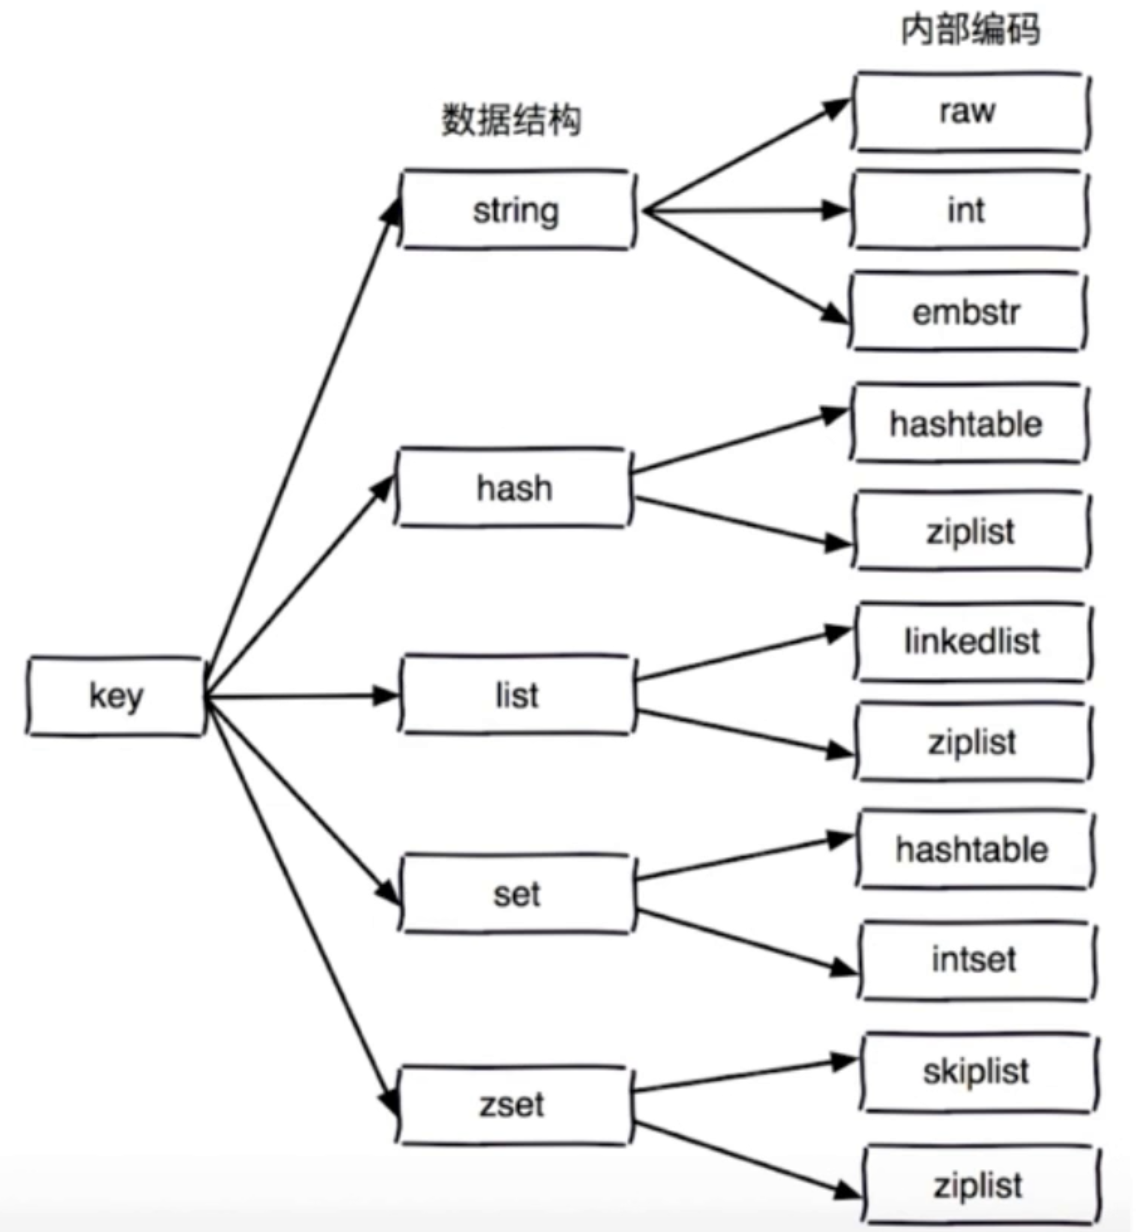 内部编码
数据结构
raw
string
int
embstr
hashtable
hash
ziplist
linkedlist
key
list
ziplist
hashtable
set
intset
skiplist
zset
ziplist